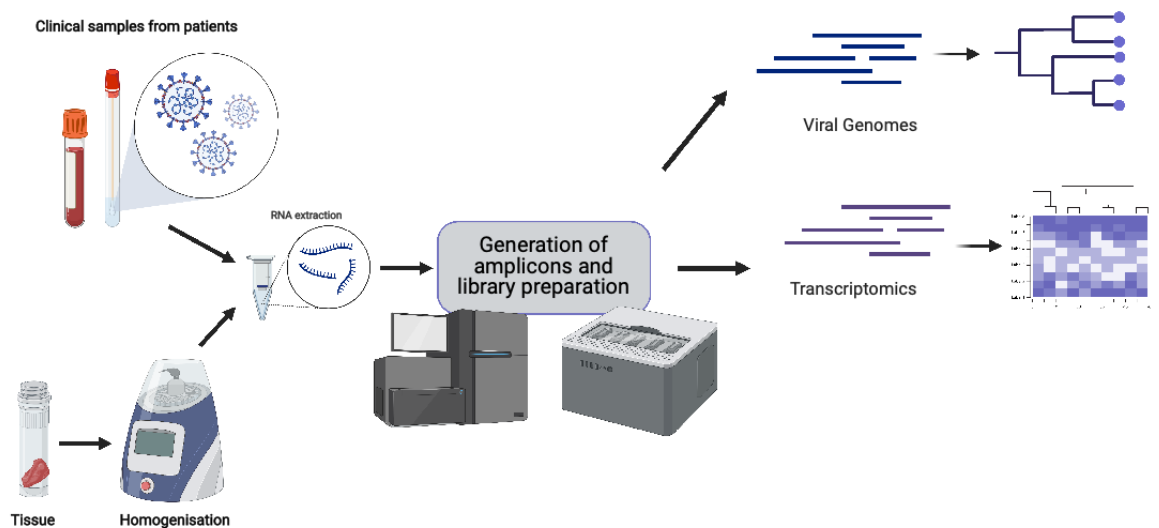 Clinical samples from patients
RNA extraction
Generation of
amplicons and
library preparation
Viral Genomes
Transcriptomics
Tissue
Homogenisation